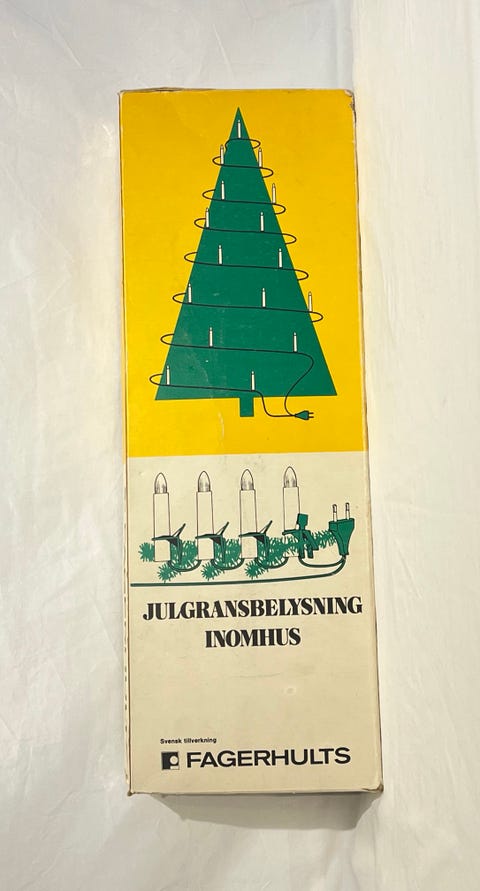 JULGRANSBELYSNING
INOMHUS
Svensk tillverkning
FAGERHULTS